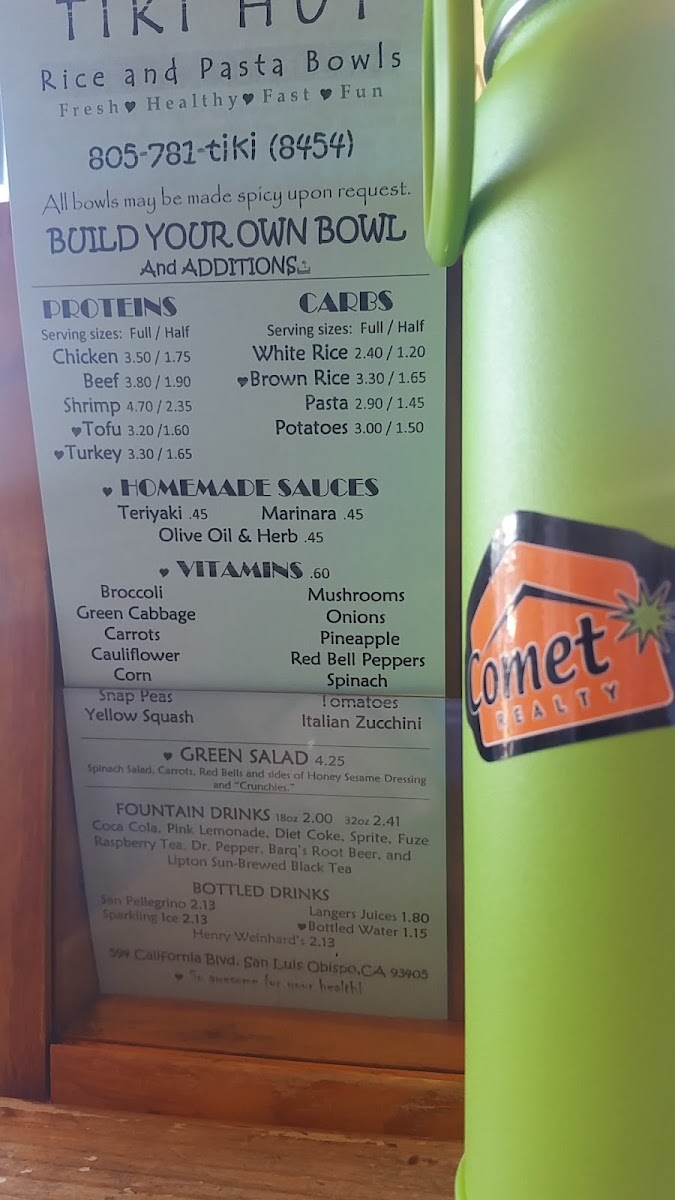 TIKI HUT
Rice and Pasta Bowls
Fresh♥ Healthy♥ Fast ♥ Fun
805-781-tiki (8454)
All bowls may be made spicy upon request.
BUILD YOUR OWN BOWL
And ADDITIONS
PROTEINS
Serving sizes: Full / Half
Chicken 3.50 / 1.75
Beef 3.80 / 1.90
Shrimp 4.70 / 2.35
♥Tofu 3.20 /1.60
♥Turkey 3.30 / 1.65
CARBS
Serving sizes: Full / Half
White Rice 2.40 / 1.20
♥Brown Rice 3.30 / 1.65
Pasta 2.90 / 1.45
Potatoes 3.00 / 1.50
♥ HOMEMADE SAUCES
Teriyaki .45 Marinara .45
Olive Oil & Herb .45
♥ VITAMINS .60
Broccoli
Green Cabbage
Carrots
Cauliflower
Corn
Snap Peas
Yellow Squash
Mushrooms
Onions
Pineapple
Red Bell Peppers
Spinach
Tomatoes
Italian Zucchini
♥ GREEN SALAD 4.25
Spinach Salad, Carrots, Red Bells and sides of Honey Sesame Dressing
and "Crunchies."
FOUNTAIN DRINKS 18oz 2.00 32oz 2.41
Coca Cola, Pink Lemonade, Diet Coke, Sprite, Fuze
Raspberry Tea, Dr. Pepper, Barq's Root Beer, and
Lipton Sun-Brewed Black Tea
BOTTLED DRINKS
San Pellegrino 2.13
Sparkling Ice 2.13
Langers Juices 1.80
♥Bottled Water 1.15
Henry Weinhard's 2.13
594 California Blvd. San Luis Obispo,CA 93405
♥ So awesome for your health!
Comet
REALTY